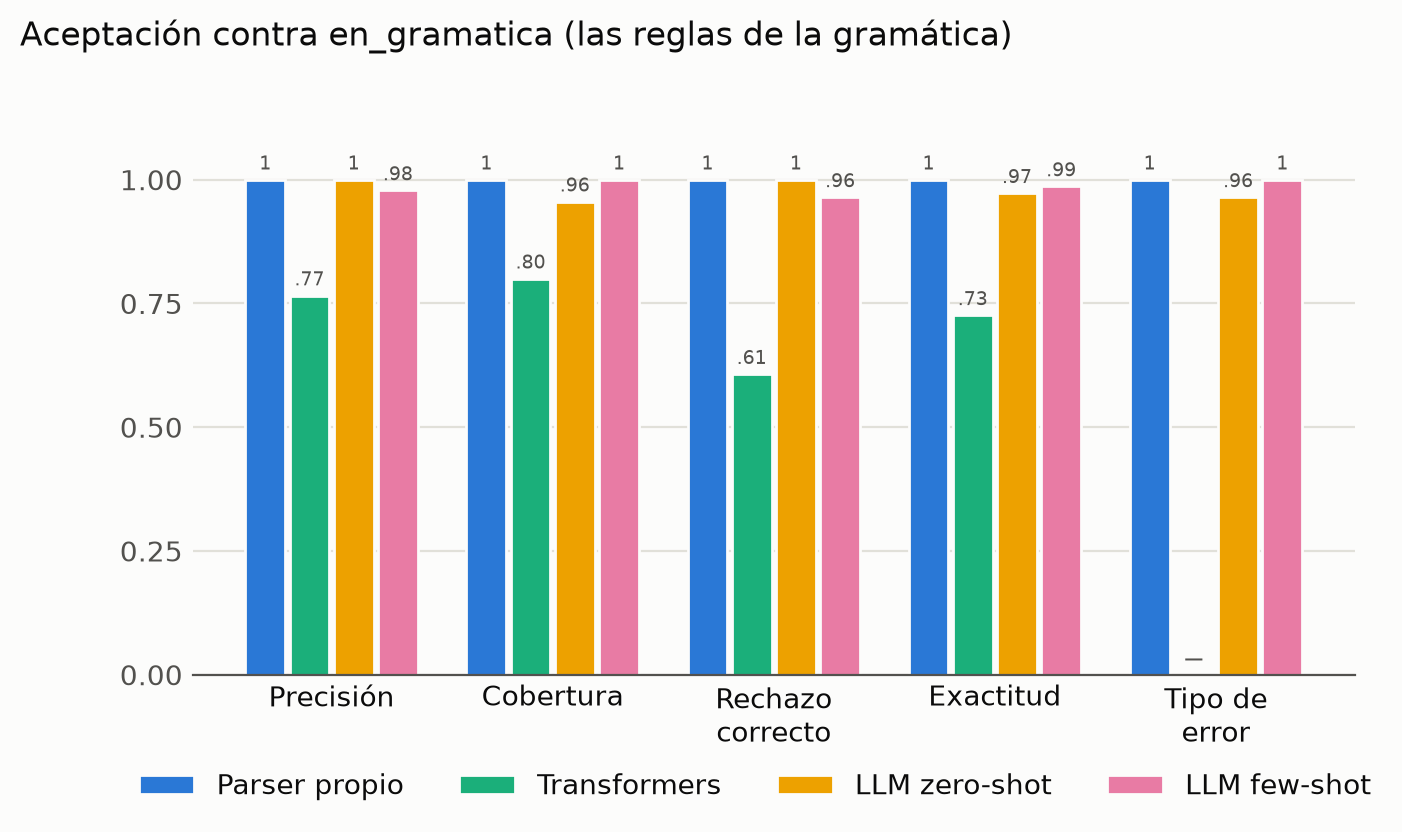 Aceptación contra en_gramatica (las reglas de la gramática)
1 .77 1 .98 1 .80 .96 1 1 .61 1 .96 1 .73 .97 .99 1 — .96 1
1.00
0.75
0.50
0.25
0.00
Precisión Cobertura Rechazo correcto Exactitud Tipo de error
Parser propio Transformers LLM zero-shot LLM few-shot